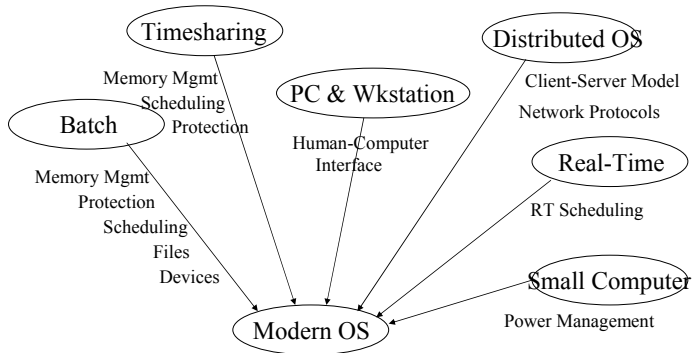 Timesharing
Distributed OS
Memory Mgmt
Scheduling
Protection
PC & Wkstation
Client-Server Model
Network Protocols
Batch
Human-Computer
Interface
Real-Time
Memory Mgmt
Protection
Scheduling
Files
Devices
RT Scheduling
Small Computer
Power Management
Modern OS